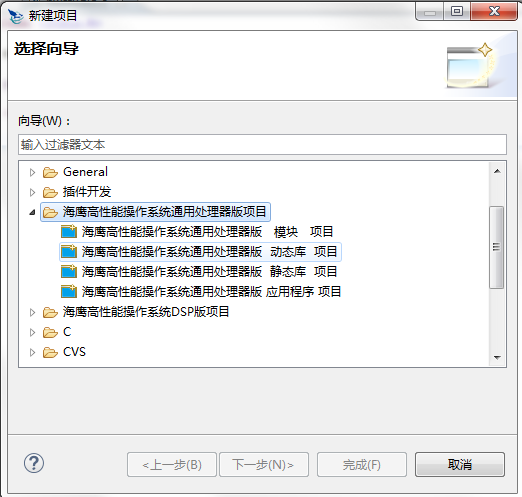 新建项目
选择向导
向导(W)：
输入过滤器文本
General
插件开发
海鹰高性能操作系统通用处理器版项目
海鹰高性能操作系统通用处理器版 模块 项目
海鹰高性能操作系统通用处理器版 动态库 项目
海鹰高性能操作系统通用处理器版 静态库 项目
海鹰高性能操作系统通用处理器版 应用程序 项目
海鹰高性能操作系统DSP版项目
C
CVS
<上一步(B) 下一步(N)> 完成(F) 取消